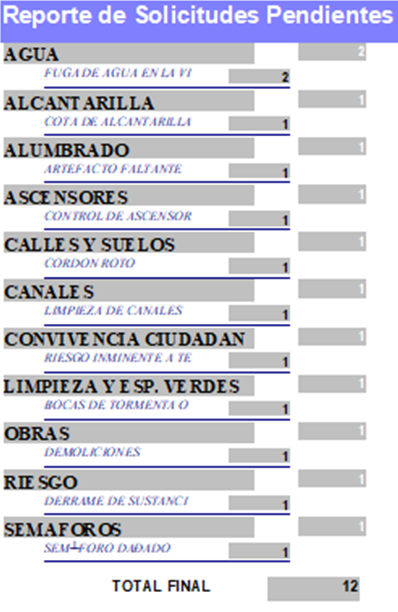 Reporte de Solicitudes Pendientes
AGUA 2
FUGA DE AGUA EN LA VI 2
ALCANTARILLA 1
COTA DE ALCANTARILLA 1
ALUMBRADO 1
ARTEFACTO FALTANTE 1
ASCENSORES 1
CONTROL DE ASCENSOR 1
CALLES Y SUELOS 1
CORDON ROTO 1
CANALES 1
LIMPIEZA DE CANALES 1
CONVIVENCIA CIUDADAN 1
RIESGO INMINENTE A TE 1
LIMPIEZA Y ESP. VERDES 1
BOCAS DE TORMENTA O 1
OBRAS 1
DEMOLICIONES 1
RIESGO 1
DERRAME DE SUSTANCI 1
SEMAFOROS 1
SEM┴FORO DAÐADO 1
TOTAL FINAL 12